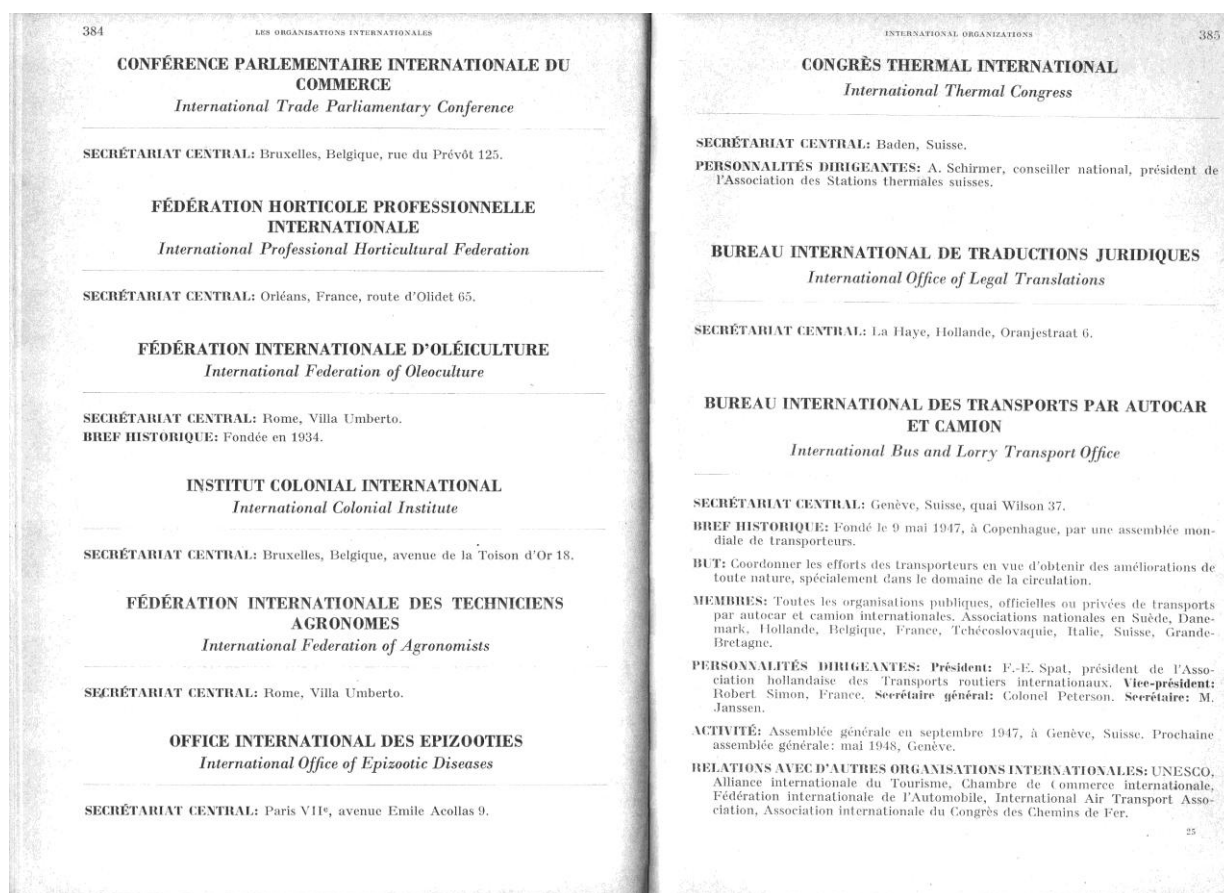 384
LES ORGANISATIONS INTERNATIONALES
CONFÉRENCE PARLEMENTAIRE INTERNATIONALE DU
COMMERCE
International Trade Parliamentary Conference
SECRÉTARIAT CENTRAL: Bruxelles, Belgique, rue du Prévôt 125.
FÉDÉRATION HORTICOLE PROFESSIONNELLE
INTERNATIONALE
International Professional Horticultural Federation
SECRÉTARIAT CENTRAL: Orléans, France, route d'Olidet 65.
FÉDÉRATION INTERNATIONALE D'OLÉICULTURE
International Federation of Oleoculture
SECRÉTARIAT CENTRAL: Rome, Villa Umberto.
BREF HISTORIQUE: Fondée en 1934.
INSTITUT COLONIAL INTERNATIONAL
International Colonial Institute
SECRÉTARIAT CENTRAL: Bruxelles, Belgique, avenue de la Toison d'Or 18.
FÉDÉRATION INTERNATIONALE DES TECHNICIENS
AGRONOMES
International Federation of Agronomists
SECRÉTARIAT CENTRAL: Rome, Villa Umberto.
OFFICE INTERNATIONAL DES EPIZOOTIES
International Office of Epizootic Diseases
SECRÉTARIAT CENTRAL: Paris VIIe, avenue Emile Acollas 9.
INTERNATIONAL ORGANIZATIONS
385
CONGRÈS THERMAL INTERNATIONAL
International Thermal Congress
SECRÉTARIAT CENTRAL: Baden, Suisse.
PERSONNALITÉS DIRIGEANTES: A. Schirmer, conseiller national, président de
l'Association des Stations thermales suisses.
BUREAU INTERNATIONAL DE TRADUCTIONS JURIDIQUES
International Office of Legal Translations
SECRÉTARIAT CENTRAL: La Haye, Hollande, Oranjestraat 6.
BUREAU INTERNATIONAL DES TRANSPORTS PAR AUTOCAR
ET CAMION
International Bus and Lorry Transport Office
SECRÉTARIAT CENTRAL: Genève, Suisse, quai Wilson 37.
BREF HISTORIQUE: Fondé le 9 mai 1947, à Copenhague, par une assemblée mon-
diale de transporteurs.
BUT: Coordonner les efforts des transporteurs en vue d'obtenir des améliorations de
toute nature, spécialement dans le domaine de la circulation.
MEMBRES: Toutes les organisations publiques, officielles ou privées de transports
par autocar et camion internationales. Associations nationales en Suède, Dane-
mark, Hollande, Belgique, France, Tchécoslovaquie, Italie, Suisse, Grande-
Bretagne.
PERSONNALITÉS DIRIGEANTES: Président: F.-E. Spat, président de l'Asso-
ciation hollandaise des Transports routiers internationaux. Vice-président:
Robert Simon, France. Secrétaire général: Colonel Peterson. Secrétaire: M.
Janssen.
ACTIVITÉ: Assemblée générale en septembre 1947, à Genève, Suisse. Prochaine
assemblée générale: mai 1948, Genève.
RELATIONS AVEC D'AUTRES ORGANISATIONS INTERNATIONALES: UNESCO,
Alliance internationale du Tourisme, Chambre de Commerce internationale,
Fédération internationale de l'Automobile, International Air Transport Asso-
ciation, Association internationale du Congrès des Chemins de Fer.
25